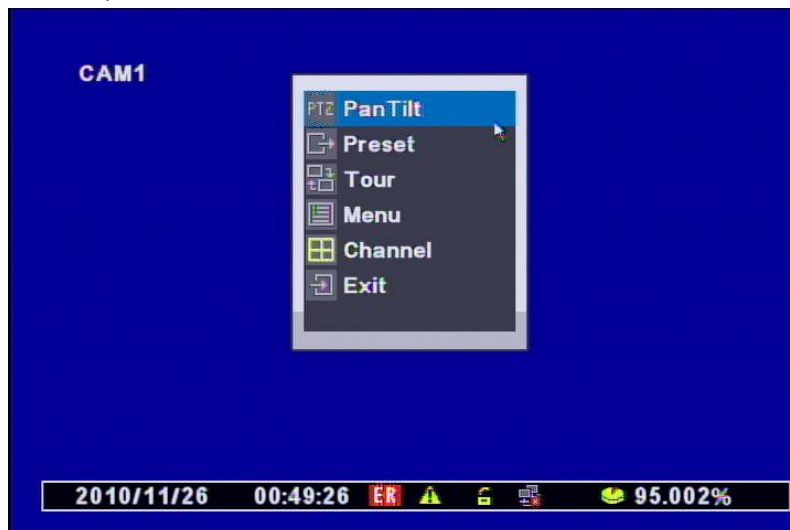 CAM1
PTZ PanTilt
Preset
Tour
Menu
Channel
Exit
2010/11/26 00:49:26 ER 95.002%